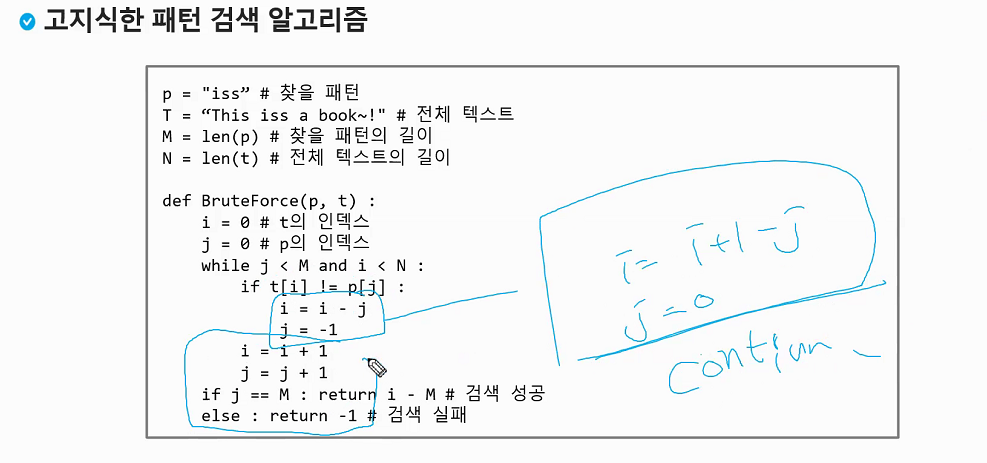 고지식한 패턴 검색 알고리즘
p = "iss” # 찾을 패턴
T = “This iss a book~!" # 전체 텍스트
M = len(p) # 찾을 패턴의 길이
N = len(t) # 전체 텍스트의 길이
def BruteForce(p, t) :
i = 0 # t의 인덱스
j = 0 # p의 인덱스
while j < M and i < N :
if t[i] != p[j] :
i = i - j
j = -1
i = i + 1
j = j + 1
if j == M : return i - M # 검색 성공
else : return -1 # 검색 실패
i = i+1-j
j=0